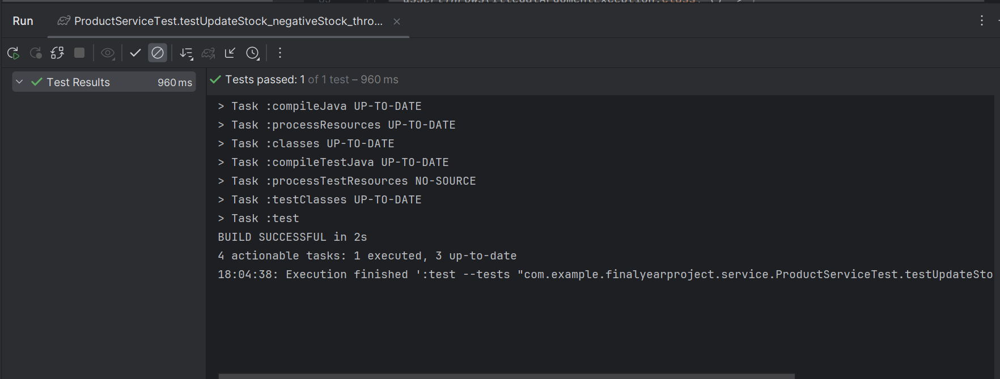 assertThrows(IllegalArgumentException.class, () -> {
Run
ProductServiceTest.testUpdateStock_negativeStock_thro...
Test Results
960 ms
Tests passed: 1 of 1 test – 960 ms
> Task :compileJava UP-TO-DATE
> Task :processResources UP-TO-DATE
> Task :classes UP-TO-DATE
> Task :compileTestJava UP-TO-DATE
> Task :processTestResources NO-SOURCE
> Task :testClasses UP-TO-DATE
> Task :test
BUILD SUCCESSFUL in 2s
4 actionable tasks: 1 executed, 3 up-to-date
18:04:38: Execution finished ':test --tests "com.example.finalyearproject.service.ProductServiceTest.testUpdateSto